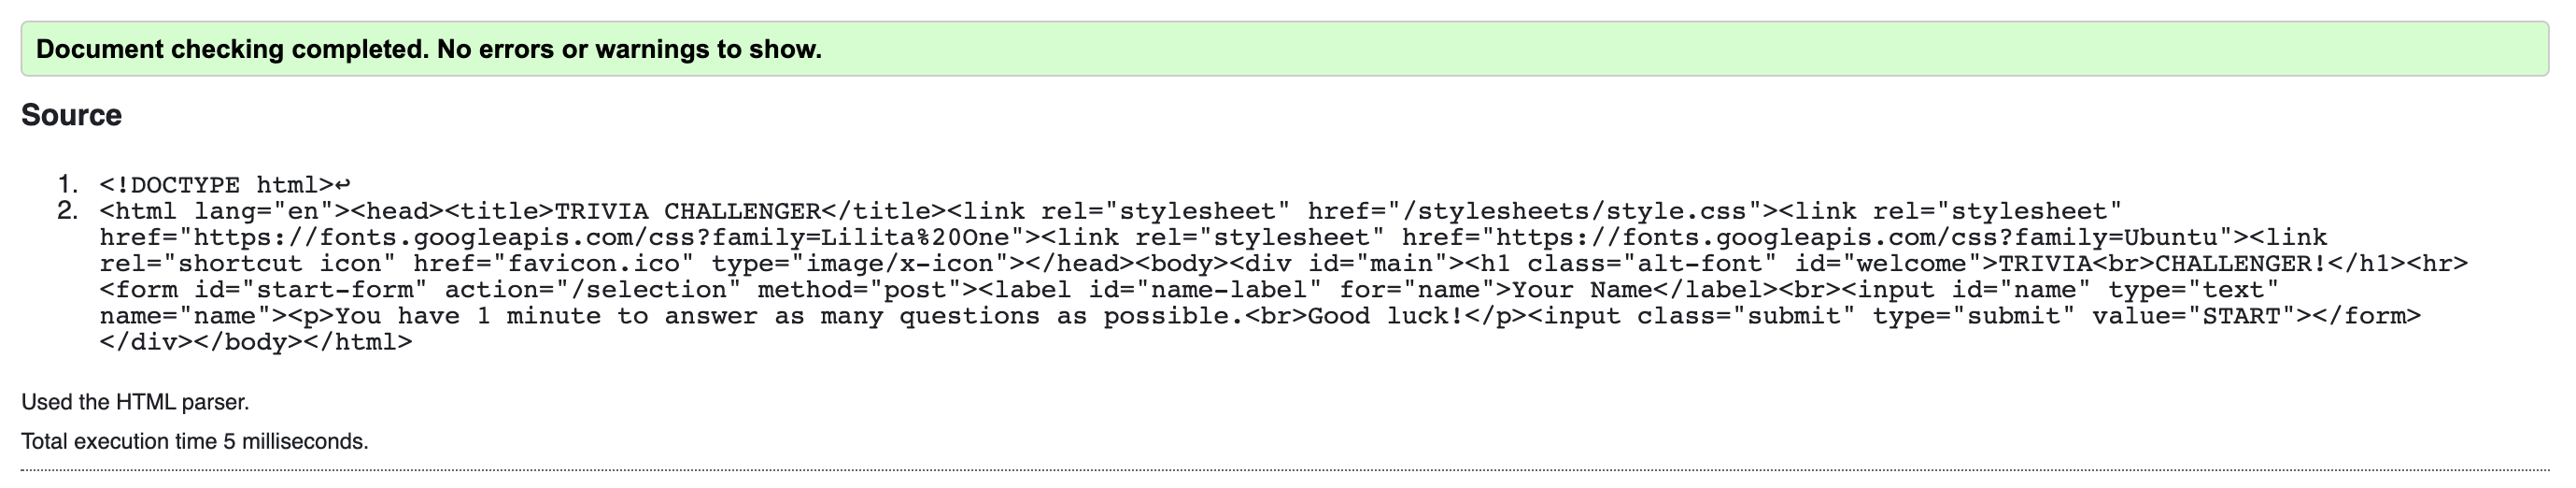 Document checking completed. No errors or warnings to show.
Source
1. <!DOCTYPE html>↩
2. <html lang="en"><head><title>TRIVIA CHALLENGER</title><link rel="stylesheet" href="/stylesheets/style.css"><link rel="stylesheet"
href="https://fonts.googleapis.com/css?family=Lilita%20One"><link rel="stylesheet" href="https://fonts.googleapis.com/css?family=Ubuntu"><link
rel="shortcut icon" href="favicon.ico" type="image/x-icon"></head><body><div id="main"><h1 class="alt-font" id="welcome">TRIVIA<br>CHALLENGER!</h1><hr>
<form id="start-form" action="/selection" method="post"><label id="name-label" for="name">Your Name</label><br><input id="name" type="text"
name="name"><p>You have 1 minute to answer as many questions as possible.<br>Good luck!</p><input class="submit" type="submit" value="START"></form>
</div></body></html>
Used the HTML parser.
Total execution time 5 milliseconds.